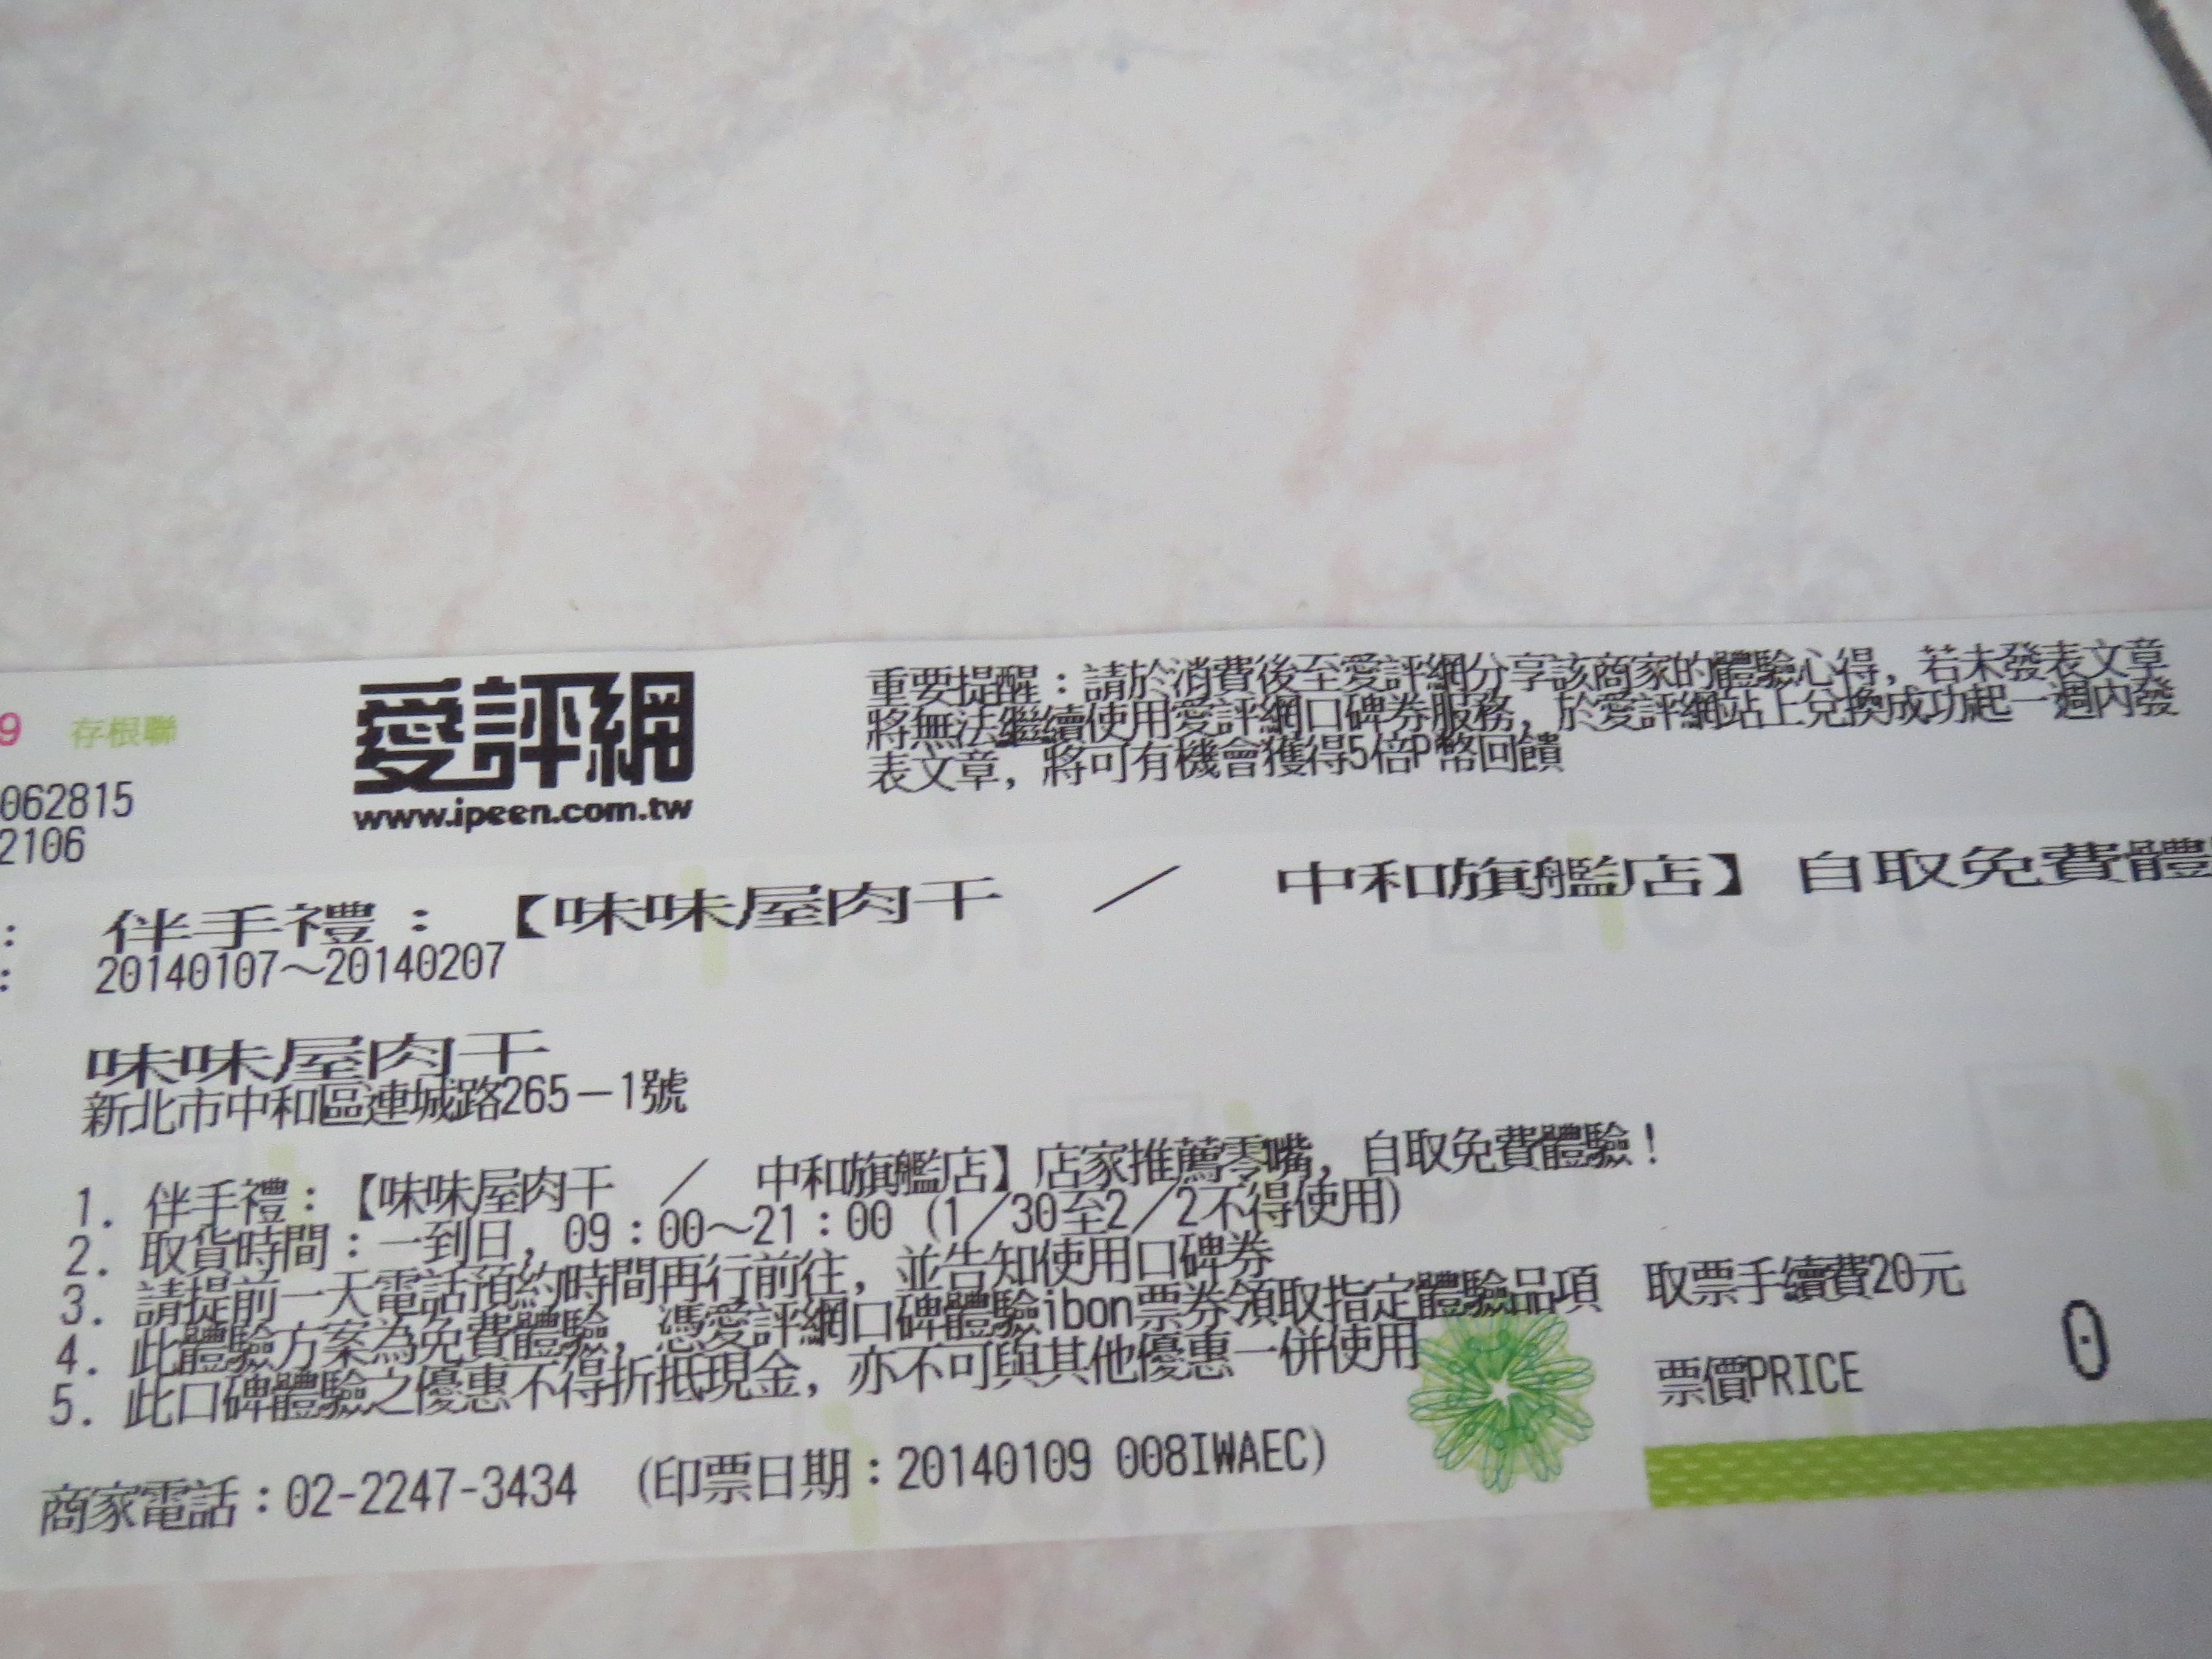 9 存根聯
062815
2106
愛評網
www.ipeen.com.tw
重要提醒：請於消費後至愛評網分享該商家的體驗心得，若未發表文章
將無法繼續使用愛評網口碑券服務，於愛評網站上兌換成功起一週內發
表文章，將可有機會獲得5倍P幣回饋
： 伴手禮：【味味屋肉干 ／ 中和旗艦店】自取免費體
： 20140107～20140207
味味屋肉干
新北市中和區連城路265－1號
1. 伴手禮：【味味屋肉干 ／ 中和旗艦店】店家推薦零嘴，自取免費體驗！
2. 取貨時間：一到日，09：00～21：00（1／30至2／2不得使用）
3. 請提前一天電話預約時間再行前往，並告知使用口碑券
4. 此體驗方案為免費體驗，憑愛評網口碑體驗ibon票券領取指定體驗品項
5. 此口碑體驗之優惠不得折抵現金，亦不可與其他優惠一併使用
取票手續費20元
票價PRICE 0
商家電話：02-2247-3434 (印票日期：20140109 008IWAEC)